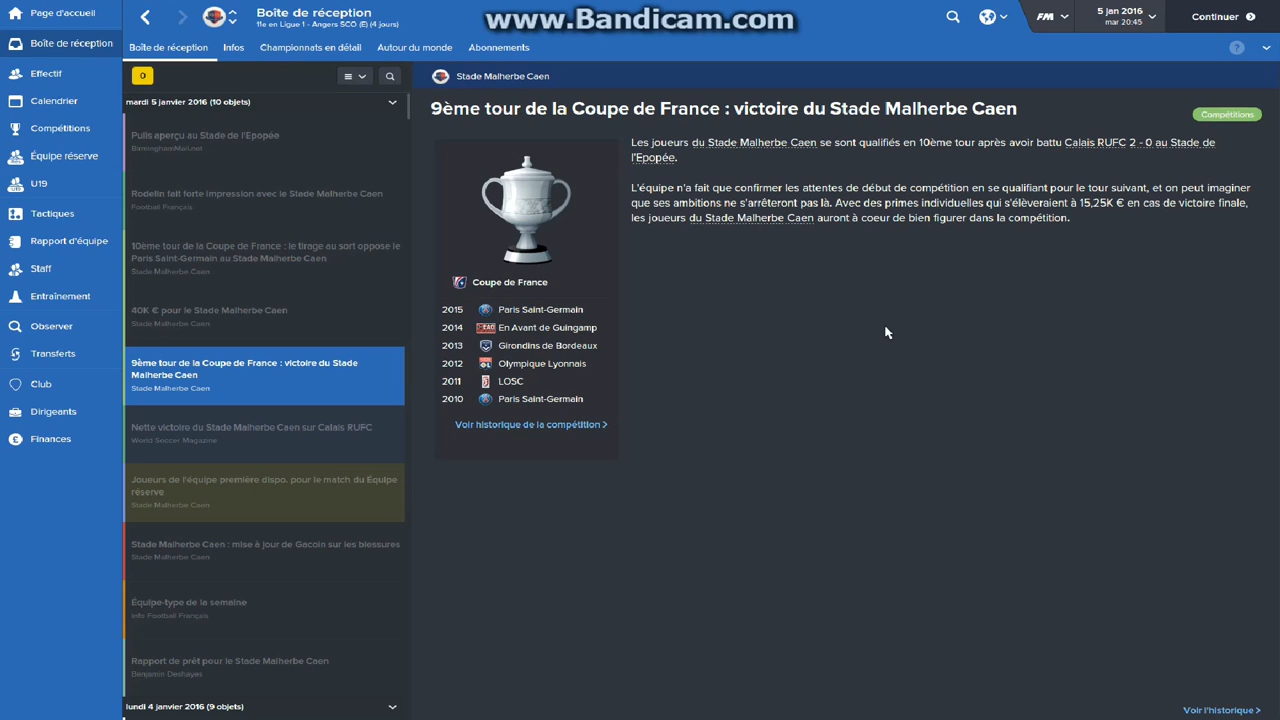 Page d'accueil
Boîte de réception
Effectif
Calendrier
Compétitions
Équipe réserve
U19
Tactiques
Rapport d'équipe
Staff
Entraînement
Observer
Transferts
Club
Dirigeants
Finances
Boîte de réception
11e en Ligue 1 - Angers SCO (E) (4 jours)
www.Bandicam.com
FM
5 jan 2016
mar 20:45
Continuer
Boîte de réception Infos Championnats en détail Autour du monde Abonnements
?
0
mardi 5 janvier 2016 (10 objets)
Pulis aperçu au Stade de l'Epopée
BirminghamMail.net
Rodelin fait forte impression avec le Stade Malherbe Caen
Football Français
10ème tour de la Coupe de France : le tirage au sort oppose le
Paris Saint-Germain au Stade Malherbe Caen
Stade Malherbe Caen
40K € pour le Stade Malherbe Caen
Stade Malherbe Caen
9ème tour de la Coupe de France : victoire du Stade
Malherbe Caen
Stade Malherbe Caen
Nette victoire du Stade Malherbe Caen sur Calais RUFC
World Soccer Magazine
Joueurs de l'équipe première dispo. pour le match du Équipe
réserve
Stade Malherbe Caen
Stade Malherbe Caen : mise à jour de Gacoin sur les blessures
Stade Malherbe Caen
Équipe-type de la semaine
Info Football Français
Rapport de prêt pour le Stade Malherbe Caen
Benjamin Deshayes
lundi 4 janvier 2016 (9 objets)
Stade Malherbe Caen
9ème tour de la Coupe de France : victoire du Stade Malherbe Caen
Compétitions
Les joueurs du Stade Malherbe Caen se sont qualifiés en 10ème tour après avoir battu Calais RUFC 2 - 0 au Stade de
l'Epopée.
L'équipe n'a fait que confirmer les attentes de début de compétition en se qualifiant pour le tour suivant, et on peut imaginer
que ses ambitions ne s'arrêteront pas là. Avec des primes individuelles qui s'élèveraient à 15,25K € en cas de victoire finale,
les joueurs du Stade Malherbe Caen auront à coeur de bien figurer dans la compétition.
Coupe de France
2015 Paris Saint-Germain
2014 En Avant de Guingamp
2013 Girondins de Bordeaux
2012 Olympique Lyonnais
2011 LOSC
2010 Paris Saint-Germain
Voir historique de la compétition >
Voir l'historique >